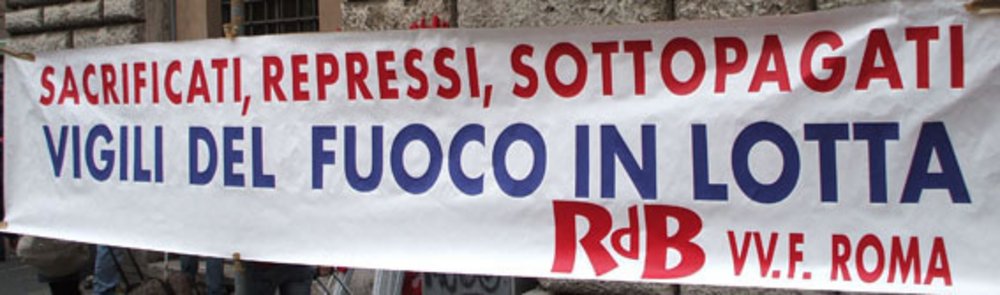 SACRIFICATI, REPRESSI, SOTTOPAGATI
VIGILI DEL FUOCO IN LOTTA
RdB VV.F. ROMA